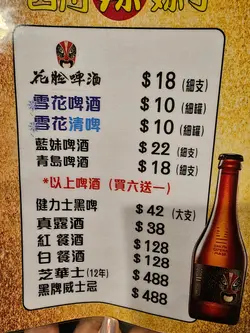 花臉啤酒 $18 (細支)
雪花啤酒 $10 (細罐)
雪花清啤 $10 (細罐)
藍妹啤酒 $22 (細支)
青島啤酒 $18 (細支)
*以上啤酒（買六送一）
健力士黑啤 $42 (大支)
真露酒 $38
紅餐酒 $128
白餐酒 $128
芝華士(12年) $488
黑牌威士忌 $488